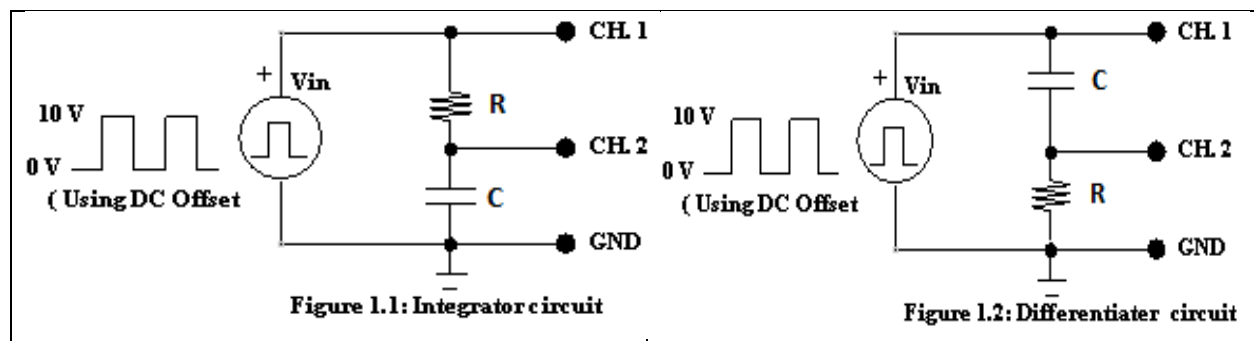 CH. 1
+ Vin
R
10 V
CH. 2
0 V
( Using DC Offset
C
GND
Figure 1.1: Integrator circuit
CH. 1
+ Vin
C
10 V
CH. 2
0 V
( Using DC Offset
R
GND
Figure 1.2: Differentiater circuit